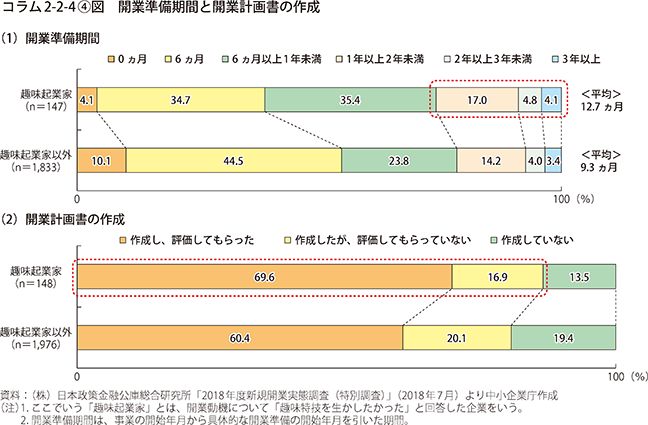 コラム2-2-4④図 開業準備期間と開業計画書の作成
(1)開業準備期間
0ヵ月 6ヵ月 6ヵ月以上1年未満 1年以上2年未満 2年以上3年未満 3年以上
趣味起業家
(n=147)
4.1 34.7 35.4 17.0 4.8 4.1
<平均>
12.7ヵ月
趣味起業家以外
(n=1,833)
10.1 44.5 23.8 14.2 4.0 3.4
<平均>
9.3ヵ月
0 100 (%)
(2)開業計画書の作成
作成し、評価してもらった 作成したが、評価してもらっていない 作成していない
趣味起業家
(n=148)
69.6 16.9 13.5
趣味起業家以外
(n=1,976)
60.4 20.1 19.4
0 100 (%)
資料:(株)日本政策金融公庫総合研究所「2018年度新規開業実態調査(特別調査)」(2018年7月)より中小企業庁作成
(注)1. ここでいう「趣味起業家」とは、開業動機について「趣味特技を生かしたかった」と回答した企業をいう。
2. 開業準備期間は、事業の開始年月から具体的な開業準備の開始年月を引いた期間。